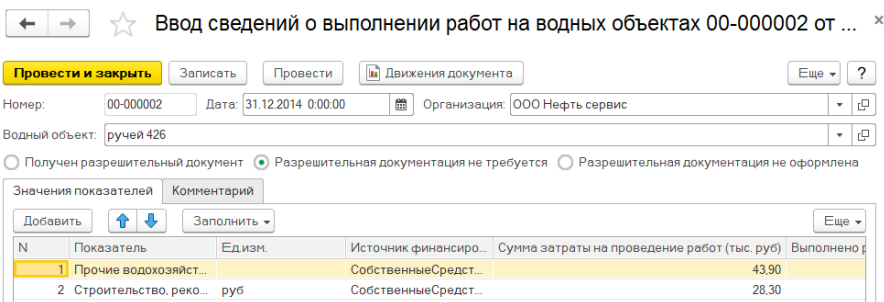 Ввод сведений о выполнении работ на водных объектах 00-000002 от ... ×
Провести и закрыть Записать Провести Движения документа Еще ?
Номер: 00-000002 Дата: 31.12.2014 0:00:00 Организация: ООО Нефть сервис
Водный объект: ручей 426
Получен разрешительный документ Разрешительная документация не требуется Разрешительная документация не оформлена
Значения показателей Комментарий
Добавить Заполнить Еще
N Показатель Ед.изм. Источник финансиро... Сумма затраты на проведение работ (тыс. руб) Выполнено р
1 Прочие водохозяйст... СобственныеСредст... 43,90
2 Строительство, реко... руб СобственныеСредст... 28,30